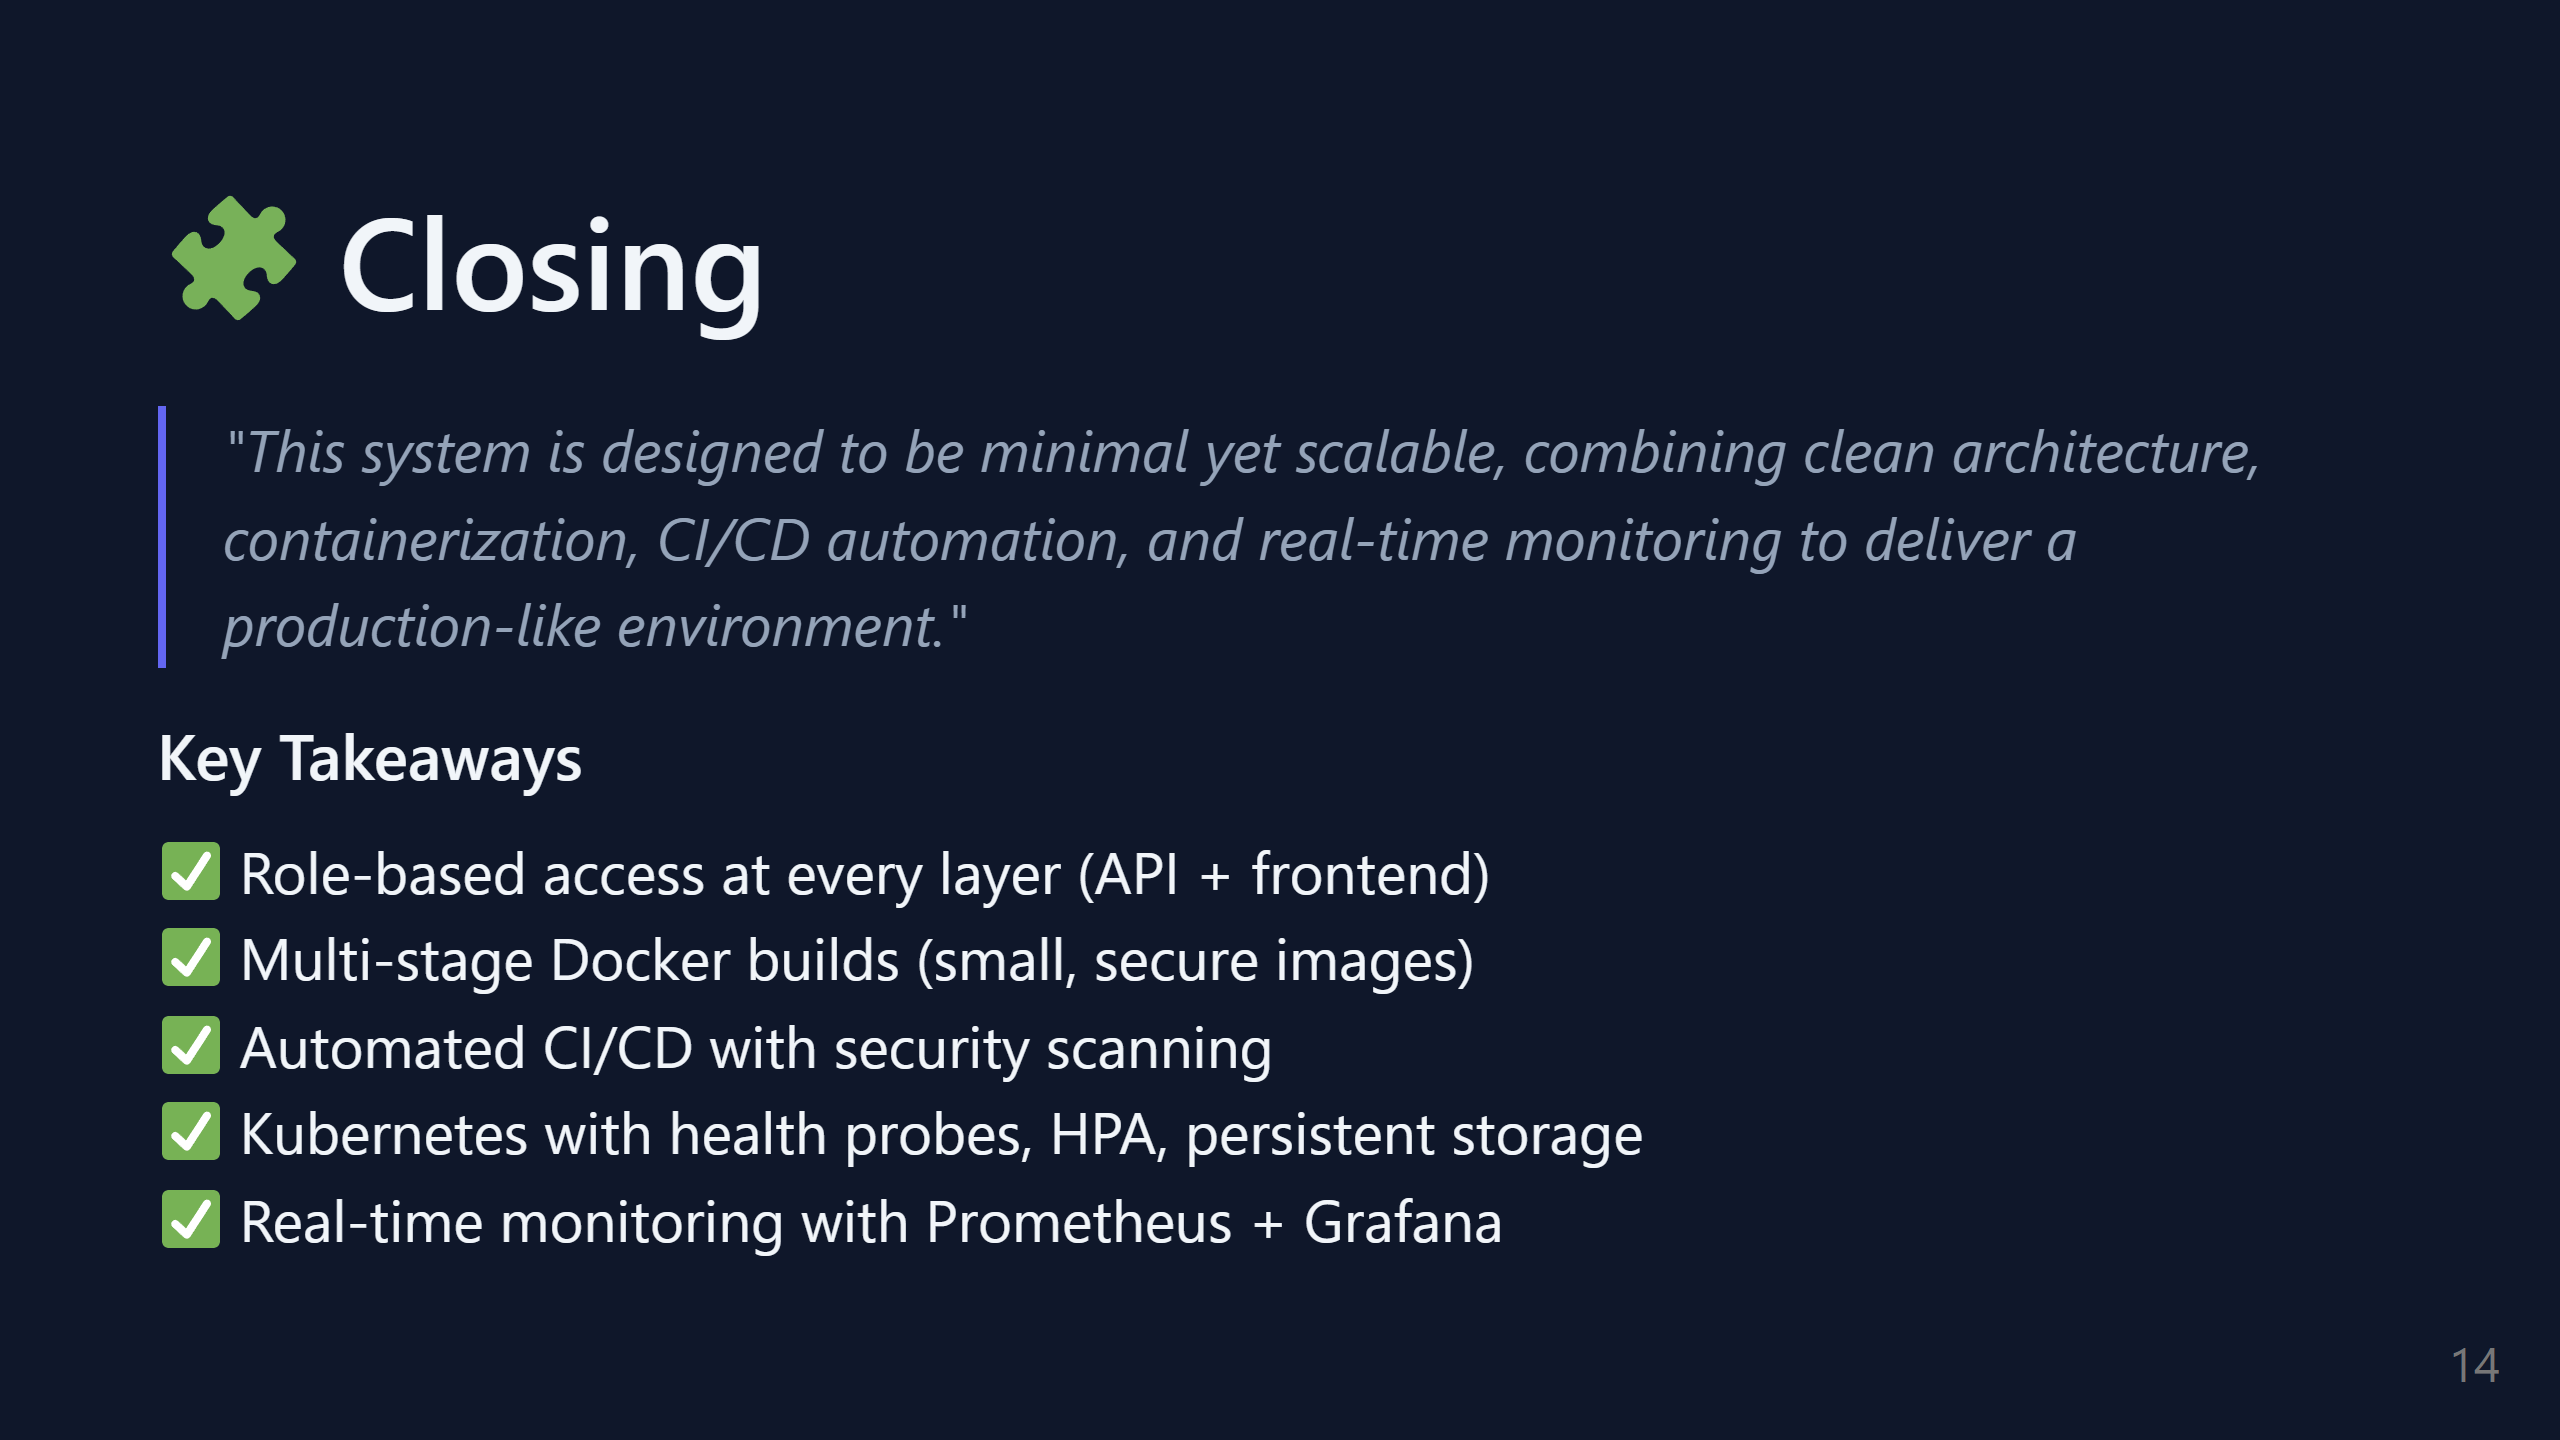 Closing
"This system is designed to be minimal yet scalable, combining clean architecture,
containerization, CI/CD automation, and real-time monitoring to deliver a
production-like environment."
Key Takeaways
Role-based access at every layer (API + frontend)
Multi-stage Docker builds (small, secure images)
Automated CI/CD with security scanning
Kubernetes with health probes, HPA, persistent storage
Real-time monitoring with Prometheus + Grafana
14